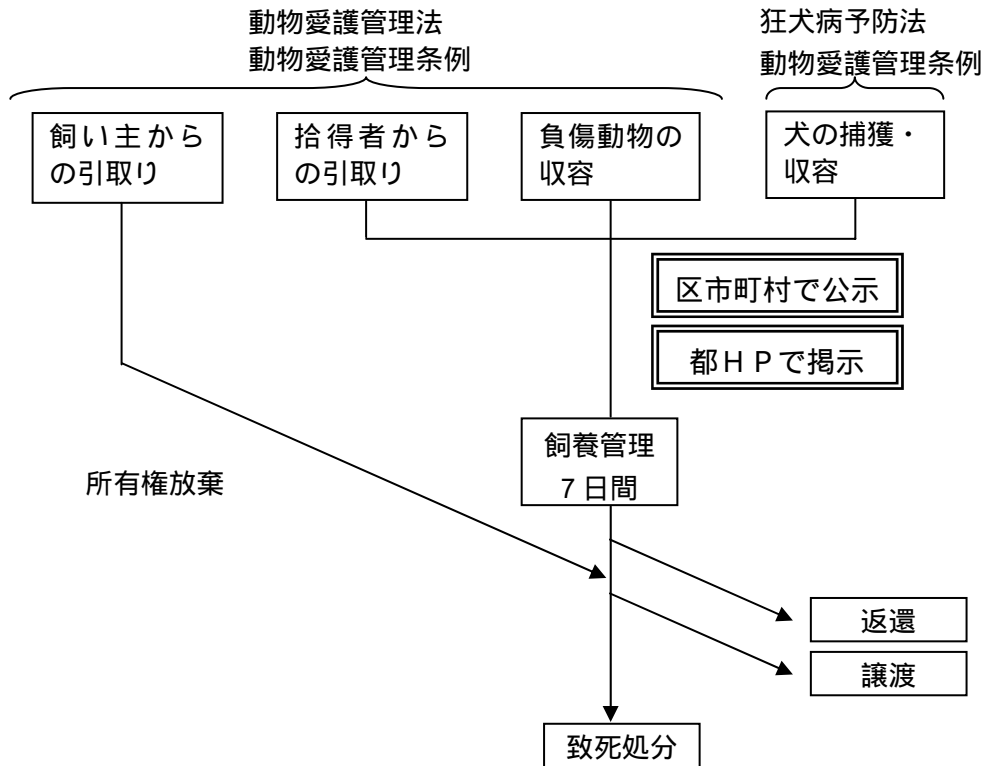 動物愛護管理法
動物愛護管理条例
狂犬病予防法
動物愛護管理条例
飼い主から
の引取り
拾得者から
の引取り
負傷動物の
収容
犬の捕獲・
収容
区市町村で公示
都ＨＰで掲示
飼養管理
７日間
所有権放棄
返還
譲渡
致死処分